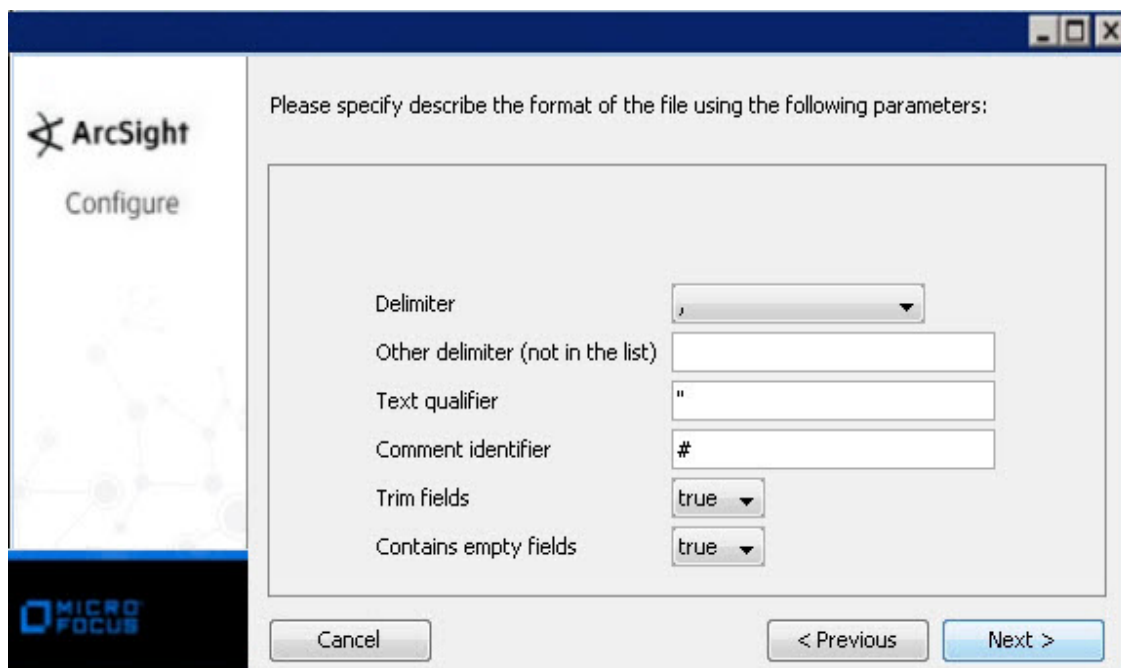 ArcSight
Configure
Please specify describe the format of the file using the following parameters:
Delimiter ,
Other delimiter (not in the list)
Text qualifier "
Comment identifier #
Trim fields true
Contains empty fields true
MICRO
FOCUS
Cancel < Previous Next >